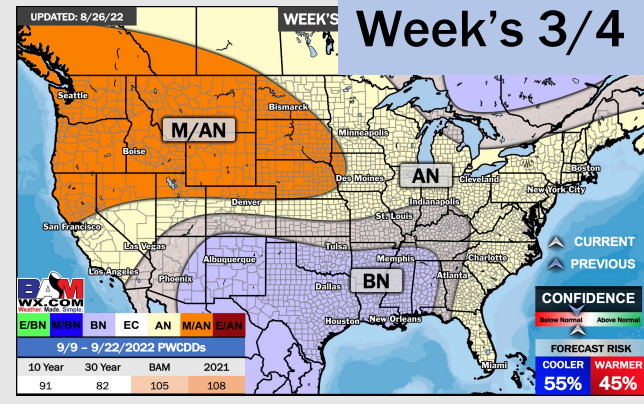 UPDATED: 8/26/22
WEEK'S
Week's 3/4
Seattle
Bismarck
M/AN
Minneapolis
Boise
AN
Boston
Des Moines
Cleveland
New York City
Indianapolis
Denver
St. Louis
San Francisco
Las Vegas
Tulsa
CURRENT
Albuquerque
Memphis
Charlotte
PREVIOUS
Los Angeles
Phoenix
BN
Atlanta
Dallas
BAM
WX.COM
Weather. Made. Simple.
CONFIDENCE
Houston
New Orleans
Below Normal
Above Normal
E/BN M/BN BN EC AN M/AN E/AN
9/9 – 9/22/2022 PWCDDs
FORECAST RISK
10 Year 30 Year BAM 2021
Miami
COOLER WARMER
91 82 105 108
55% 45%